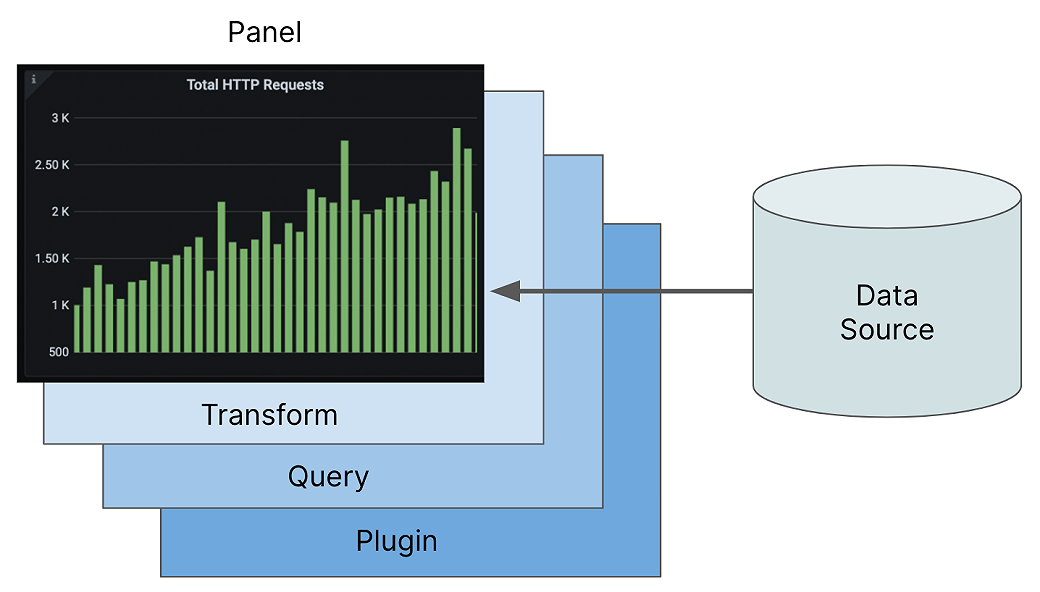 Panel
i
Total HTTP Requests
3 K
2.50 K
2 K
1.50 K
1 K
500
Transform
Query
Plugin
Data
Source